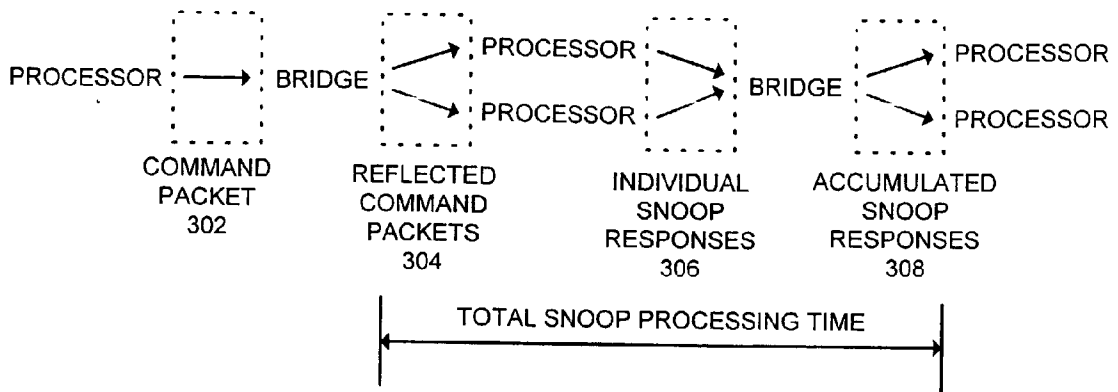 PROCESSOR
BRIDGE
PROCESSOR
PROCESSOR
BRIDGE
PROCESSOR
PROCESSOR
COMMAND
PACKET
302
REFLECTED
COMMAND
PACKETS
304
INDIVIDUAL
SNOOP
RESPONSES
306
ACCUMULATED
SNOOP
RESPONSES
308
TOTAL SNOOP PROCESSING TIME